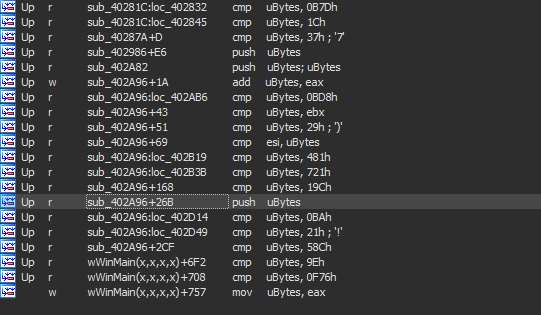 Up r sub_40281C:loc_402832 cmp uBytes, 0B7Dh
Up r sub_40281C:loc_402845 cmp uBytes, 1Ch
Up r sub_40287A+D cmp uBytes, 37h ; '7'
Up r sub_402986+E6 push uBytes
Up r sub_402A82 push uBytes; uBytes
Up w sub_402A96+1A add uBytes, eax
Up r sub_402A96:loc_402AB6 cmp uBytes, 0BD8h
Up r sub_402A96+43 cmp uBytes, ebx
Up r sub_402A96+51 cmp uBytes, 29h ; ')'
Up r sub_402A96+69 cmp esi, uBytes
Up r sub_402A96:loc_402B19 cmp uBytes, 481h
Up r sub_402A96:loc_402B3B cmp uBytes, 721h
Up r sub_402A96+168 cmp uBytes, 19Ch
Up r sub_402A96+26B push uBytes
Up r sub_402A96:loc_402D14 cmp uBytes, 0BAh
Up r sub_402A96:loc_402D49 cmp uBytes, 21h ; '!'
Up r sub_402A96+2CF cmp uBytes, 58Ch
Up r wWinMain(x,x,x,x)+6F2 cmp uBytes, 9Eh
Up r wWinMain(x,x,x,x)+708 cmp uBytes, 0F76h
w wWinMain(x,x,x,x)+757 mov uBytes, eax